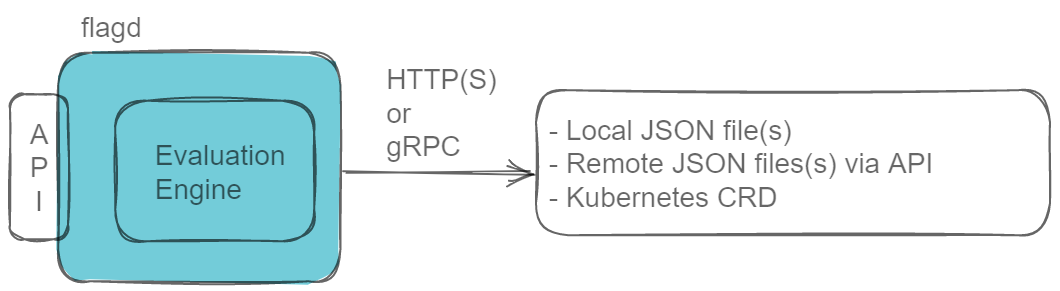 flagd
A
P
I
Evaluation
Engine
HTTP(S)
or
gRPC
- Local JSON file(s)
- Remote JSON files(s) via API
- Kubernetes CRD